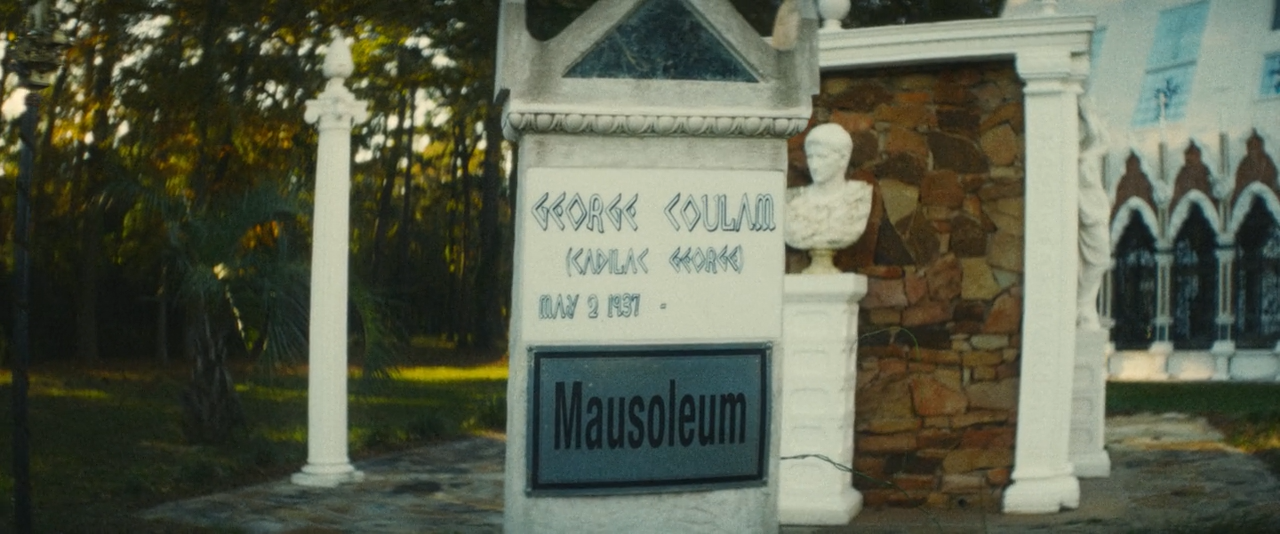 GEORGE COULAM
(CADILAC GEORGE)
MAY 2 1937 -
Mausoleum